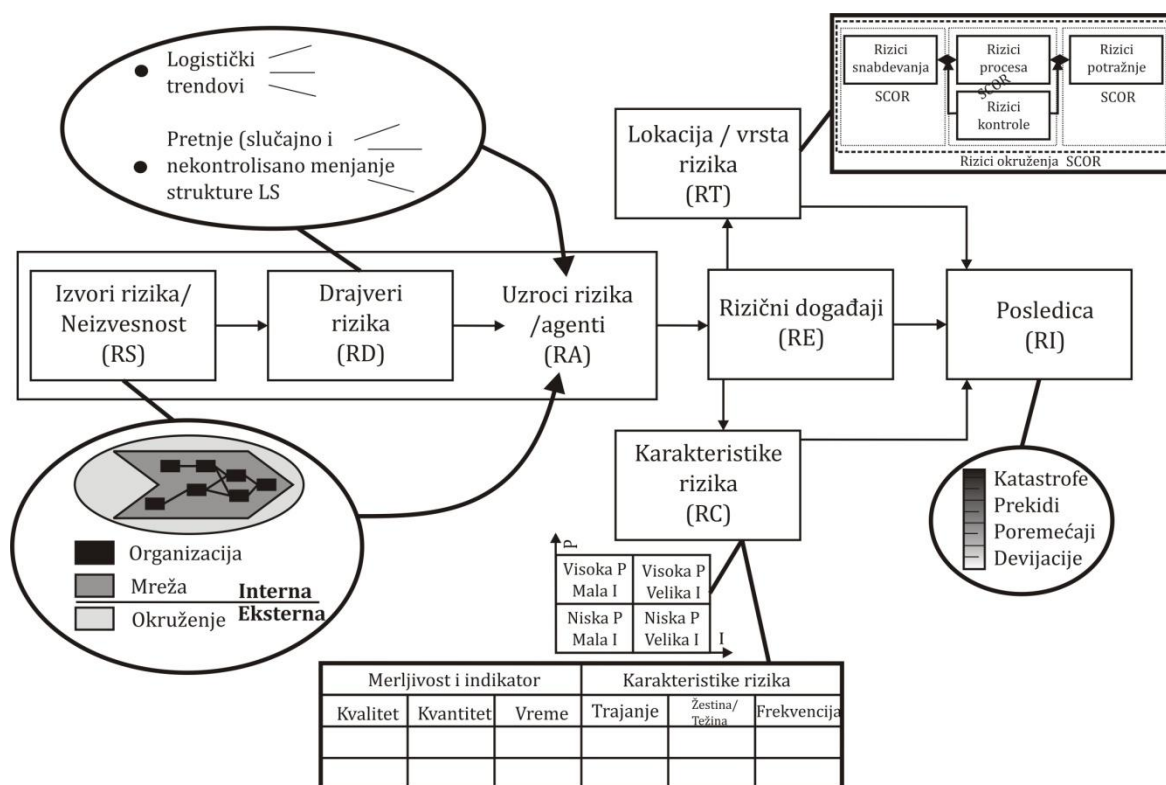 Logistički
trendovi
Pretnje (slučajno i
nekontrolisano menjanje
strukture LS
Rizici
snabdevanja
SCOR
Rizici
procesa
SCOR
Rizici
kontrole
Rizici
potražnje
SCOR
Rizici okruženja SCOR
Lokacija / vrsta
rizika
(RT)
Izvori rizika/
Neizvesnost
(RS)
Drajveri
rizika
(RD)
Uzroci rizika
/agenti
(RA)
Rizični događaji
(RE)
Posledica
(RI)
Karakteristike
rizika
(RC)
Organizacija
Mreža
Interna
Eksterna
Okruženje
Katastrofe
Prekidi
Poremećaji
Devijacije
P
Visoka P
Mala I
Visoka P
Velika I
Niska P
Mala I
Niska P
Velika I
I
Merljivost i indikator
Karakteristike rizika
Kvalitet
Kvantitet
Vreme
Trajanje
Žestina/
Težina
Frekvencija